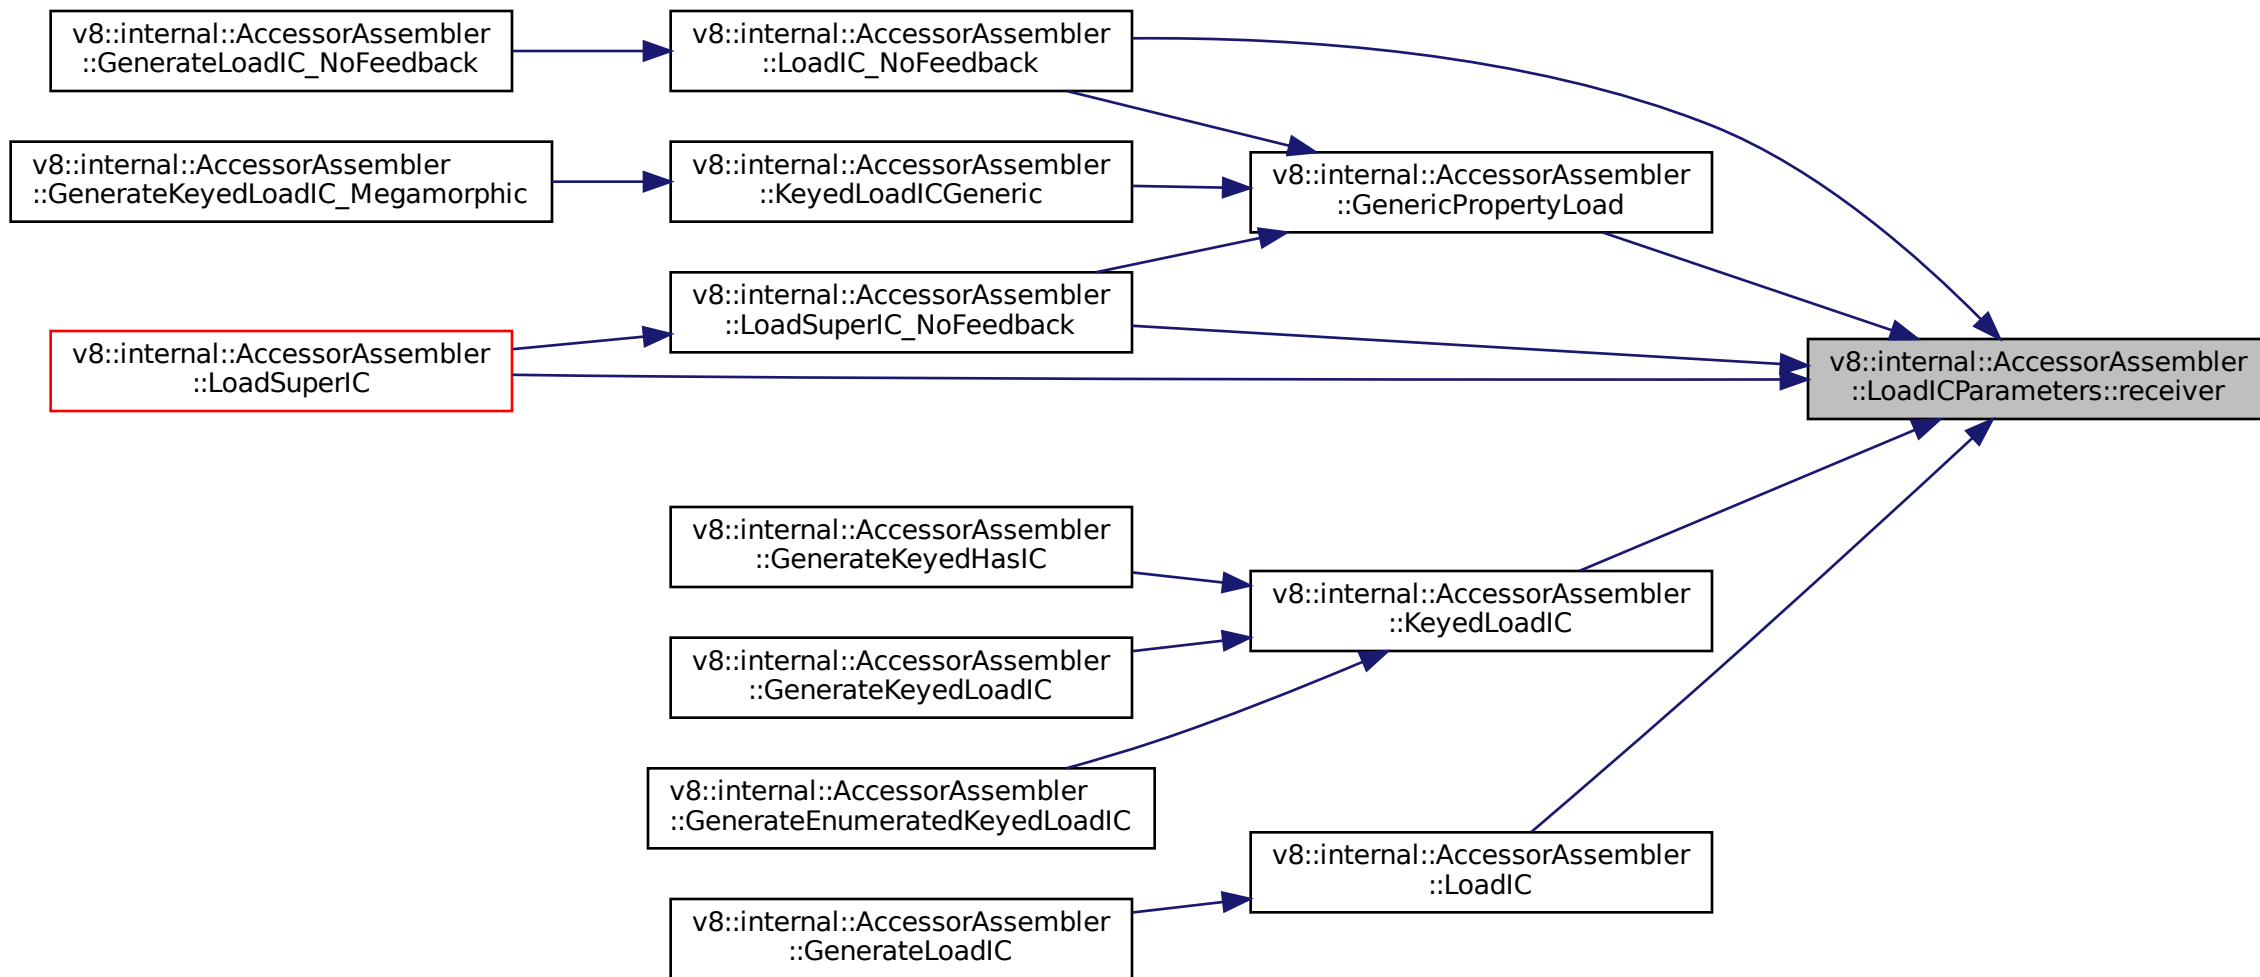 v8::internal::AccessorAssembler
::GenerateLoadIC_NoFeedback
v8::internal::AccessorAssembler
::LoadIC_NoFeedback
v8::internal::AccessorAssembler
::GenerateKeyedLoadIC_Megamorphic
v8::internal::AccessorAssembler
::KeyedLoadICGeneric
v8::internal::AccessorAssembler
::GenericPropertyLoad
v8::internal::AccessorAssembler
::LoadSuperIC_NoFeedback
v8::internal::AccessorAssembler
::LoadSuperIC
v8::internal::AccessorAssembler
::LoadICParameters::receiver
v8::internal::AccessorAssembler
::GenerateKeyedHasIC
v8::internal::AccessorAssembler
::KeyedLoadIC
v8::internal::AccessorAssembler
::GenerateKeyedLoadIC
v8::internal::AccessorAssembler
::GenerateEnumeratedKeyedLoadIC
v8::internal::AccessorAssembler
::LoadIC
v8::internal::AccessorAssembler
::GenerateLoadIC